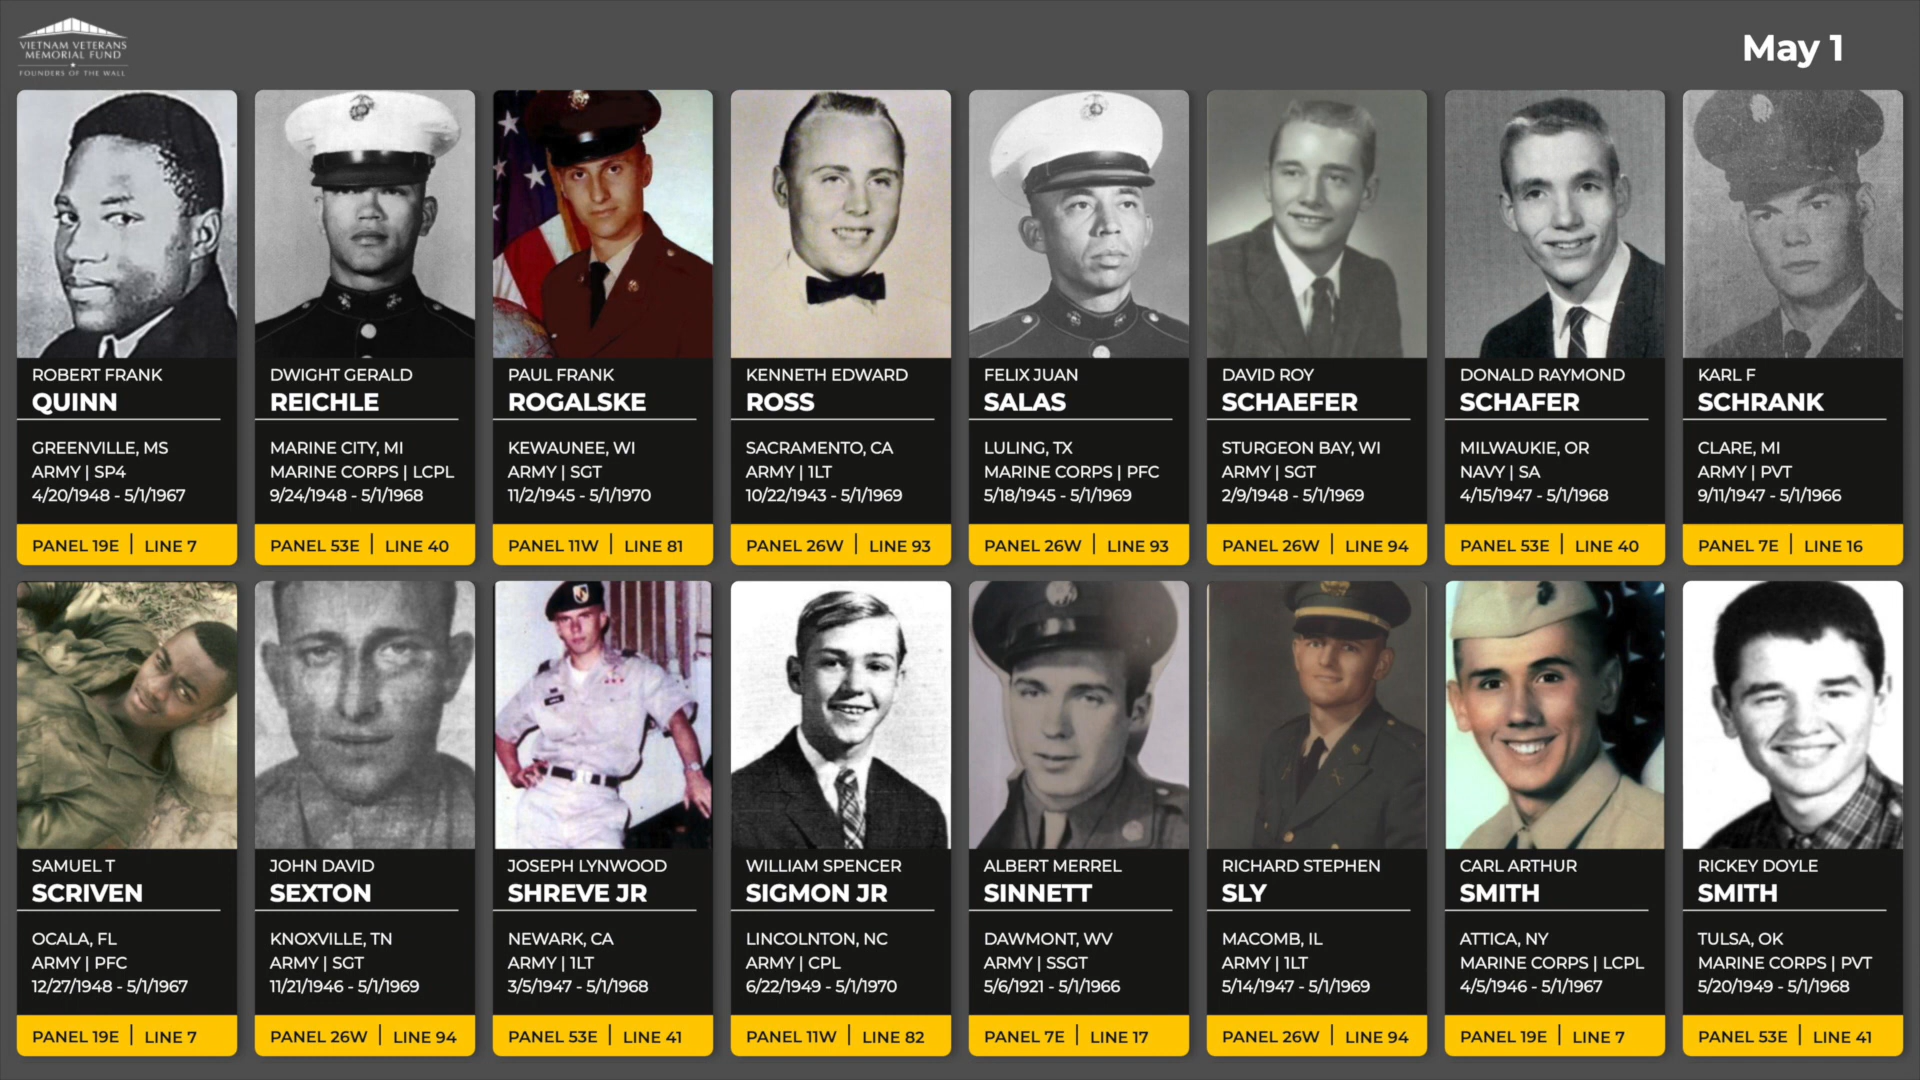 VIETNAM VETERANS
MEMORIAL FUND
FOUNDERS OF THE WALL
May 1
ROBERT FRANK
QUINN
GREENVILLE, MS
ARMY | SP4
4/20/1948 - 5/1/1967
PANEL 19E | LINE 7
DWIGHT GERALD
REICHLE
MARINE CITY, MI
MARINE CORPS | LCPL
9/24/1948 - 5/1/1968
PANEL 53E | LINE 40
PAUL FRANK
ROGALSKE
KEWAUNEE, WI
ARMY | SGT
11/2/1945 - 5/1/1970
PANEL 11W | LINE 81
KENNETH EDWARD
ROSS
SACRAMENTO, CA
ARMY | 1LT
10/22/1943 - 5/1/1969
PANEL 26W | LINE 93
FELIX JUAN
SALAS
LULING, TX
MARINE CORPS | PFC
5/18/1945 - 5/1/1969
PANEL 26W | LINE 93
DAVID ROY
SCHAEFER
STURGEON BAY, WI
ARMY | SGT
2/9/1948 - 5/1/1969
PANEL 26W | LINE 94
DONALD RAYMOND
SCHAFER
MILWAUKIE, OR
NAVY | SA
4/15/1947 - 5/1/1968
PANEL 53E | LINE 40
KARL F
SCHRANK
CLARE, MI
ARMY | PVT
9/11/1947 - 5/1/1966
PANEL 7E | LINE 16
SAMUEL T
SCRIVEN
OCALA, FL
ARMY | PFC
12/27/1948 - 5/1/1967
PANEL 19E | LINE 7
JOHN DAVID
SEXTON
KNOXVILLE, TN
ARMY | SGT
11/21/1946 - 5/1/1969
PANEL 26W | LINE 94
JOSEPH LYNWOOD
SHREVE JR
NEWARK, CA
ARMY | 1LT
3/5/1947 - 5/1/1968
PANEL 53E | LINE 41
WILLIAM SPENCER
SIGMON JR
LINCOLNTON, NC
ARMY | CPL
6/22/1949 - 5/1/1970
PANEL 11W | LINE 82
ALBERT MERREL
SINNETT
DAWMONT, WV
ARMY | SSGT
5/6/1921 - 5/1/1966
PANEL 7E | LINE 17
RICHARD STEPHEN
SLY
MACOMB, IL
ARMY | 1LT
5/14/1947 - 5/1/1969
PANEL 26W | LINE 94
CARL ARTHUR
SMITH
ATTICA, NY
MARINE CORPS | LCPL
4/5/1946 - 5/1/1967
PANEL 19E | LINE 7
RICKEY DOYLE
SMITH
TULSA, OK
MARINE CORPS | PVT
5/20/1949 - 5/1/1968
PANEL 53E | LINE 41